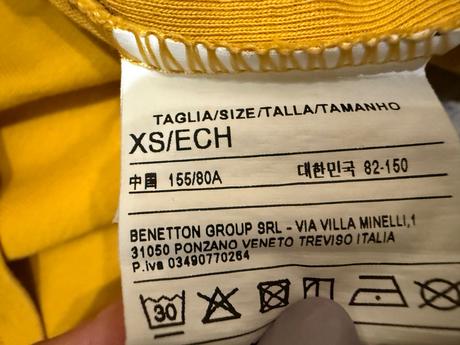 TAGLIA/SIZE/TALLA/TAMANHO
XS/ECH
中国 155/80A 대한민국 82-150
BENETTON GROUP SRL - VIA VILLA MINELLI,1
31050 PONZANO VENETO TREVISO ITALIA
P.iva 03490770264
30